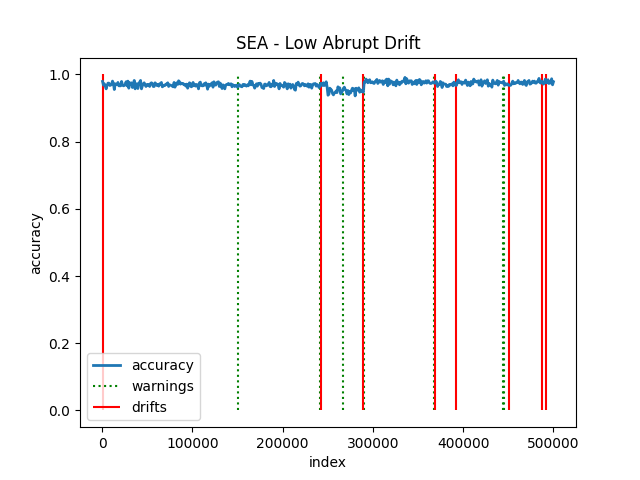 SEA - Low Abrupt Drift
1.0
0.8
0.6
0.4
0.2
0.0
accuracy
accuracy
warnings
drifts
0 100000 200000 300000 400000 500000
index